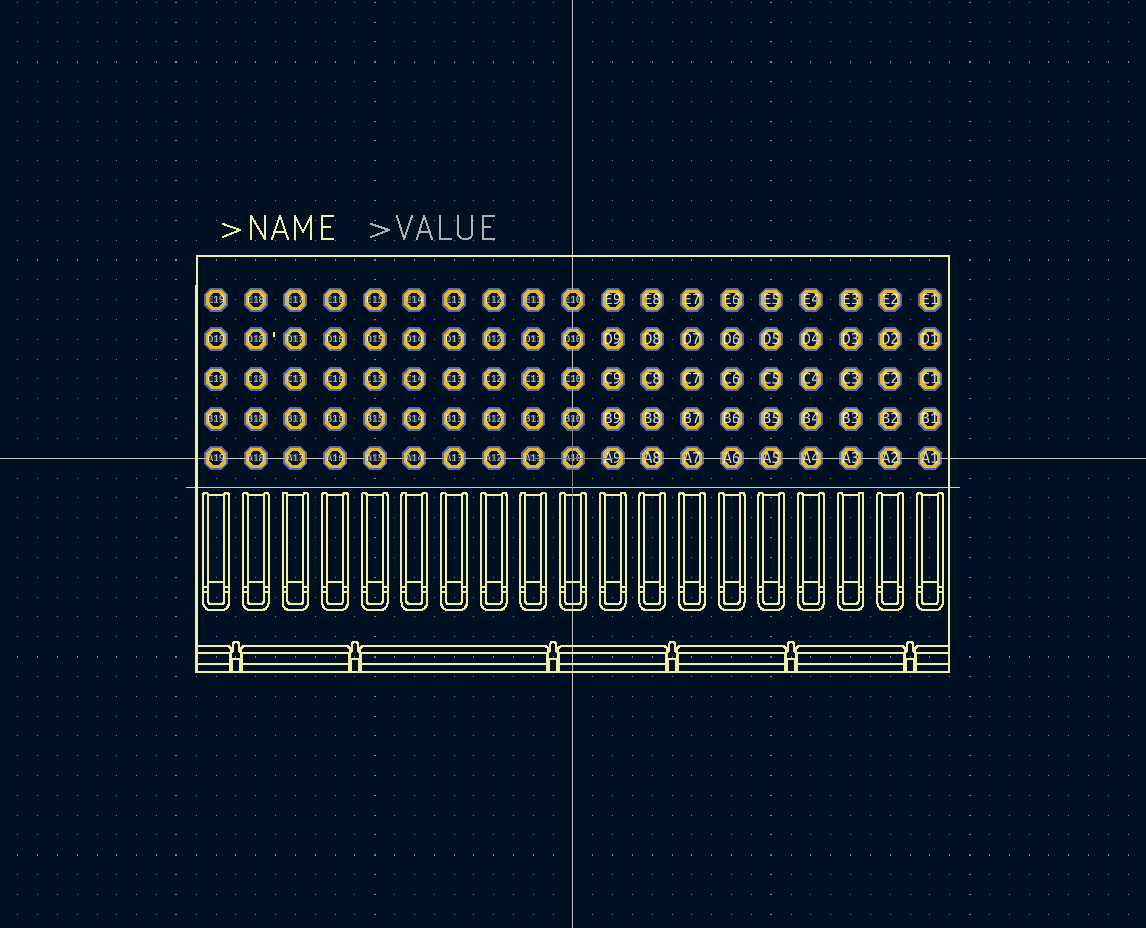 >NAME >VALUE
E19 E18 E17 E16 E15 E14 E13 E12 E11 E10 E9 E8 E7 E6 E5 E4 E3 E2 E1
D19 D18 D17 D16 D15 D14 D13 D12 D11 D10 D9 D8 D7 D6 D5 D4 D3 D2 D1
C19 C18 C17 C16 C15 C14 C13 C12 C11 C10 C9 C8 C7 C6 C5 C4 C3 C2 C1
B19 B18 B17 B16 B15 B14 B13 B12 B11 B10 B9 B8 B7 B6 B5 B4 B3 B2 B1
A19 A18 A17 A16 A15 A14 A13 A12 A11 A10 A9 A8 A7 A6 A5 A4 A3 A2 A1